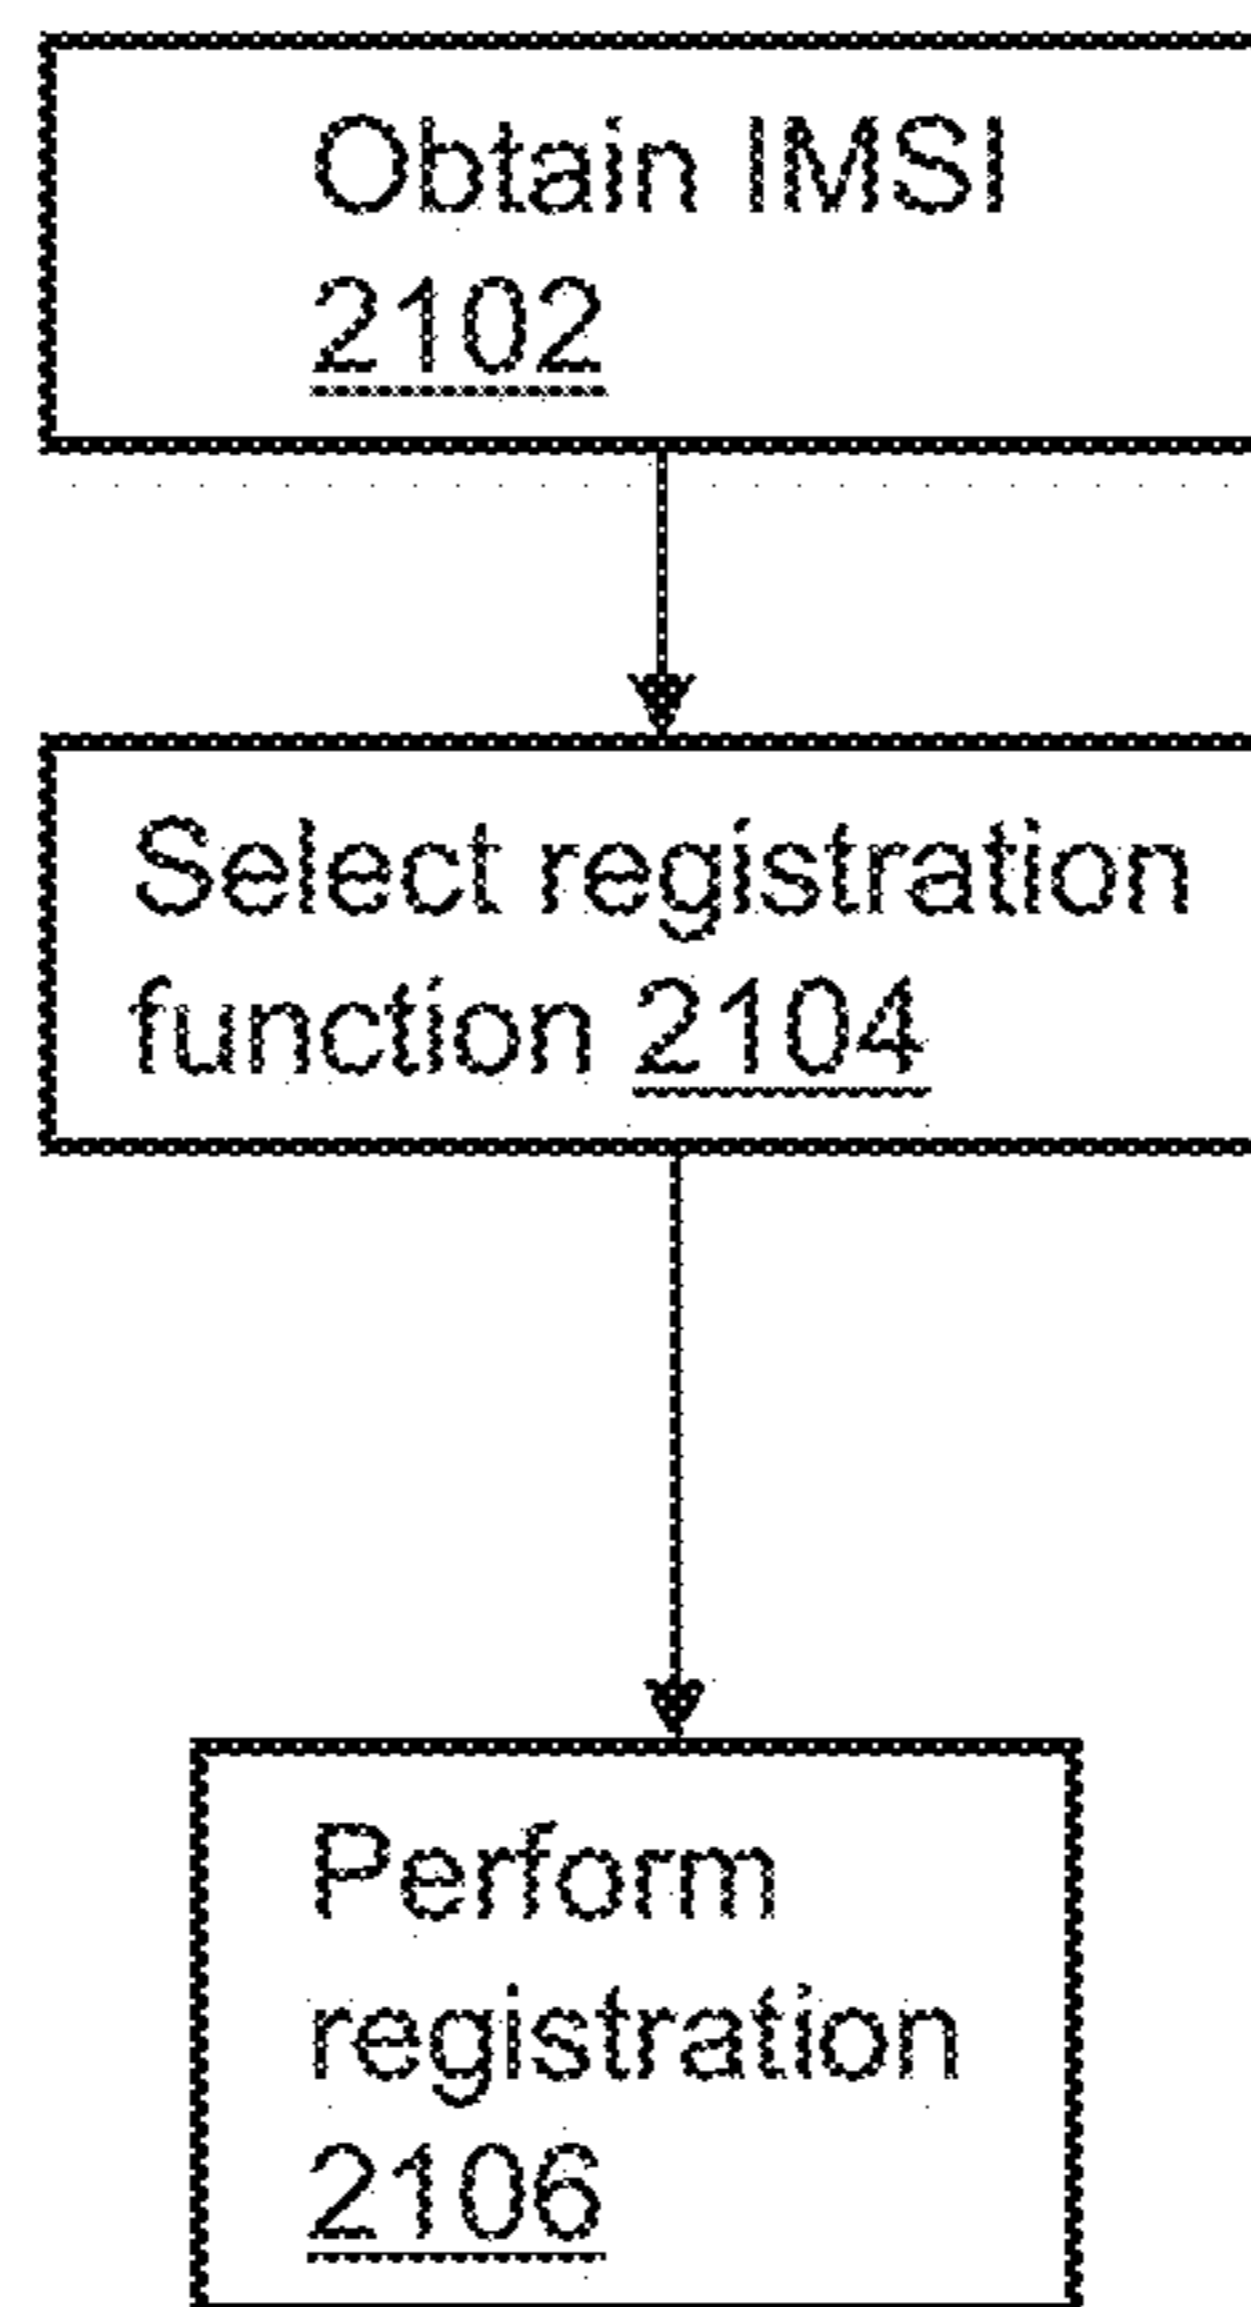 Obtain IMSI
2102
Select registration
function 2104
Perform
registration
2106